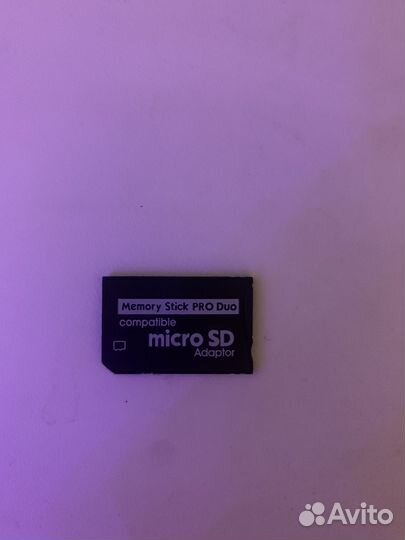 Memory Stick PRO Duo
compatible
micro SD
Adaptor
Avito